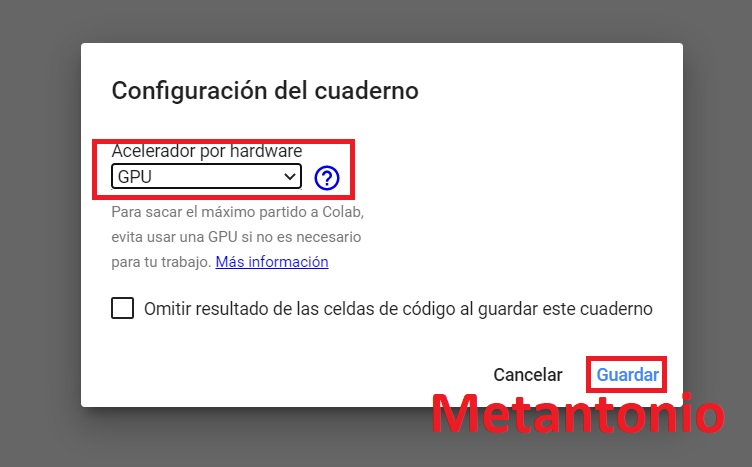 Configuración del cuaderno
Acelerador por hardware
GPU
?
Para sacar el máximo partido a Colab,
evita usar una GPU si no es necesario
para tu trabajo. Más información
Omitir resultado de las celdas de código al guardar este cuaderno
Cancelar Guardar
Metantonio